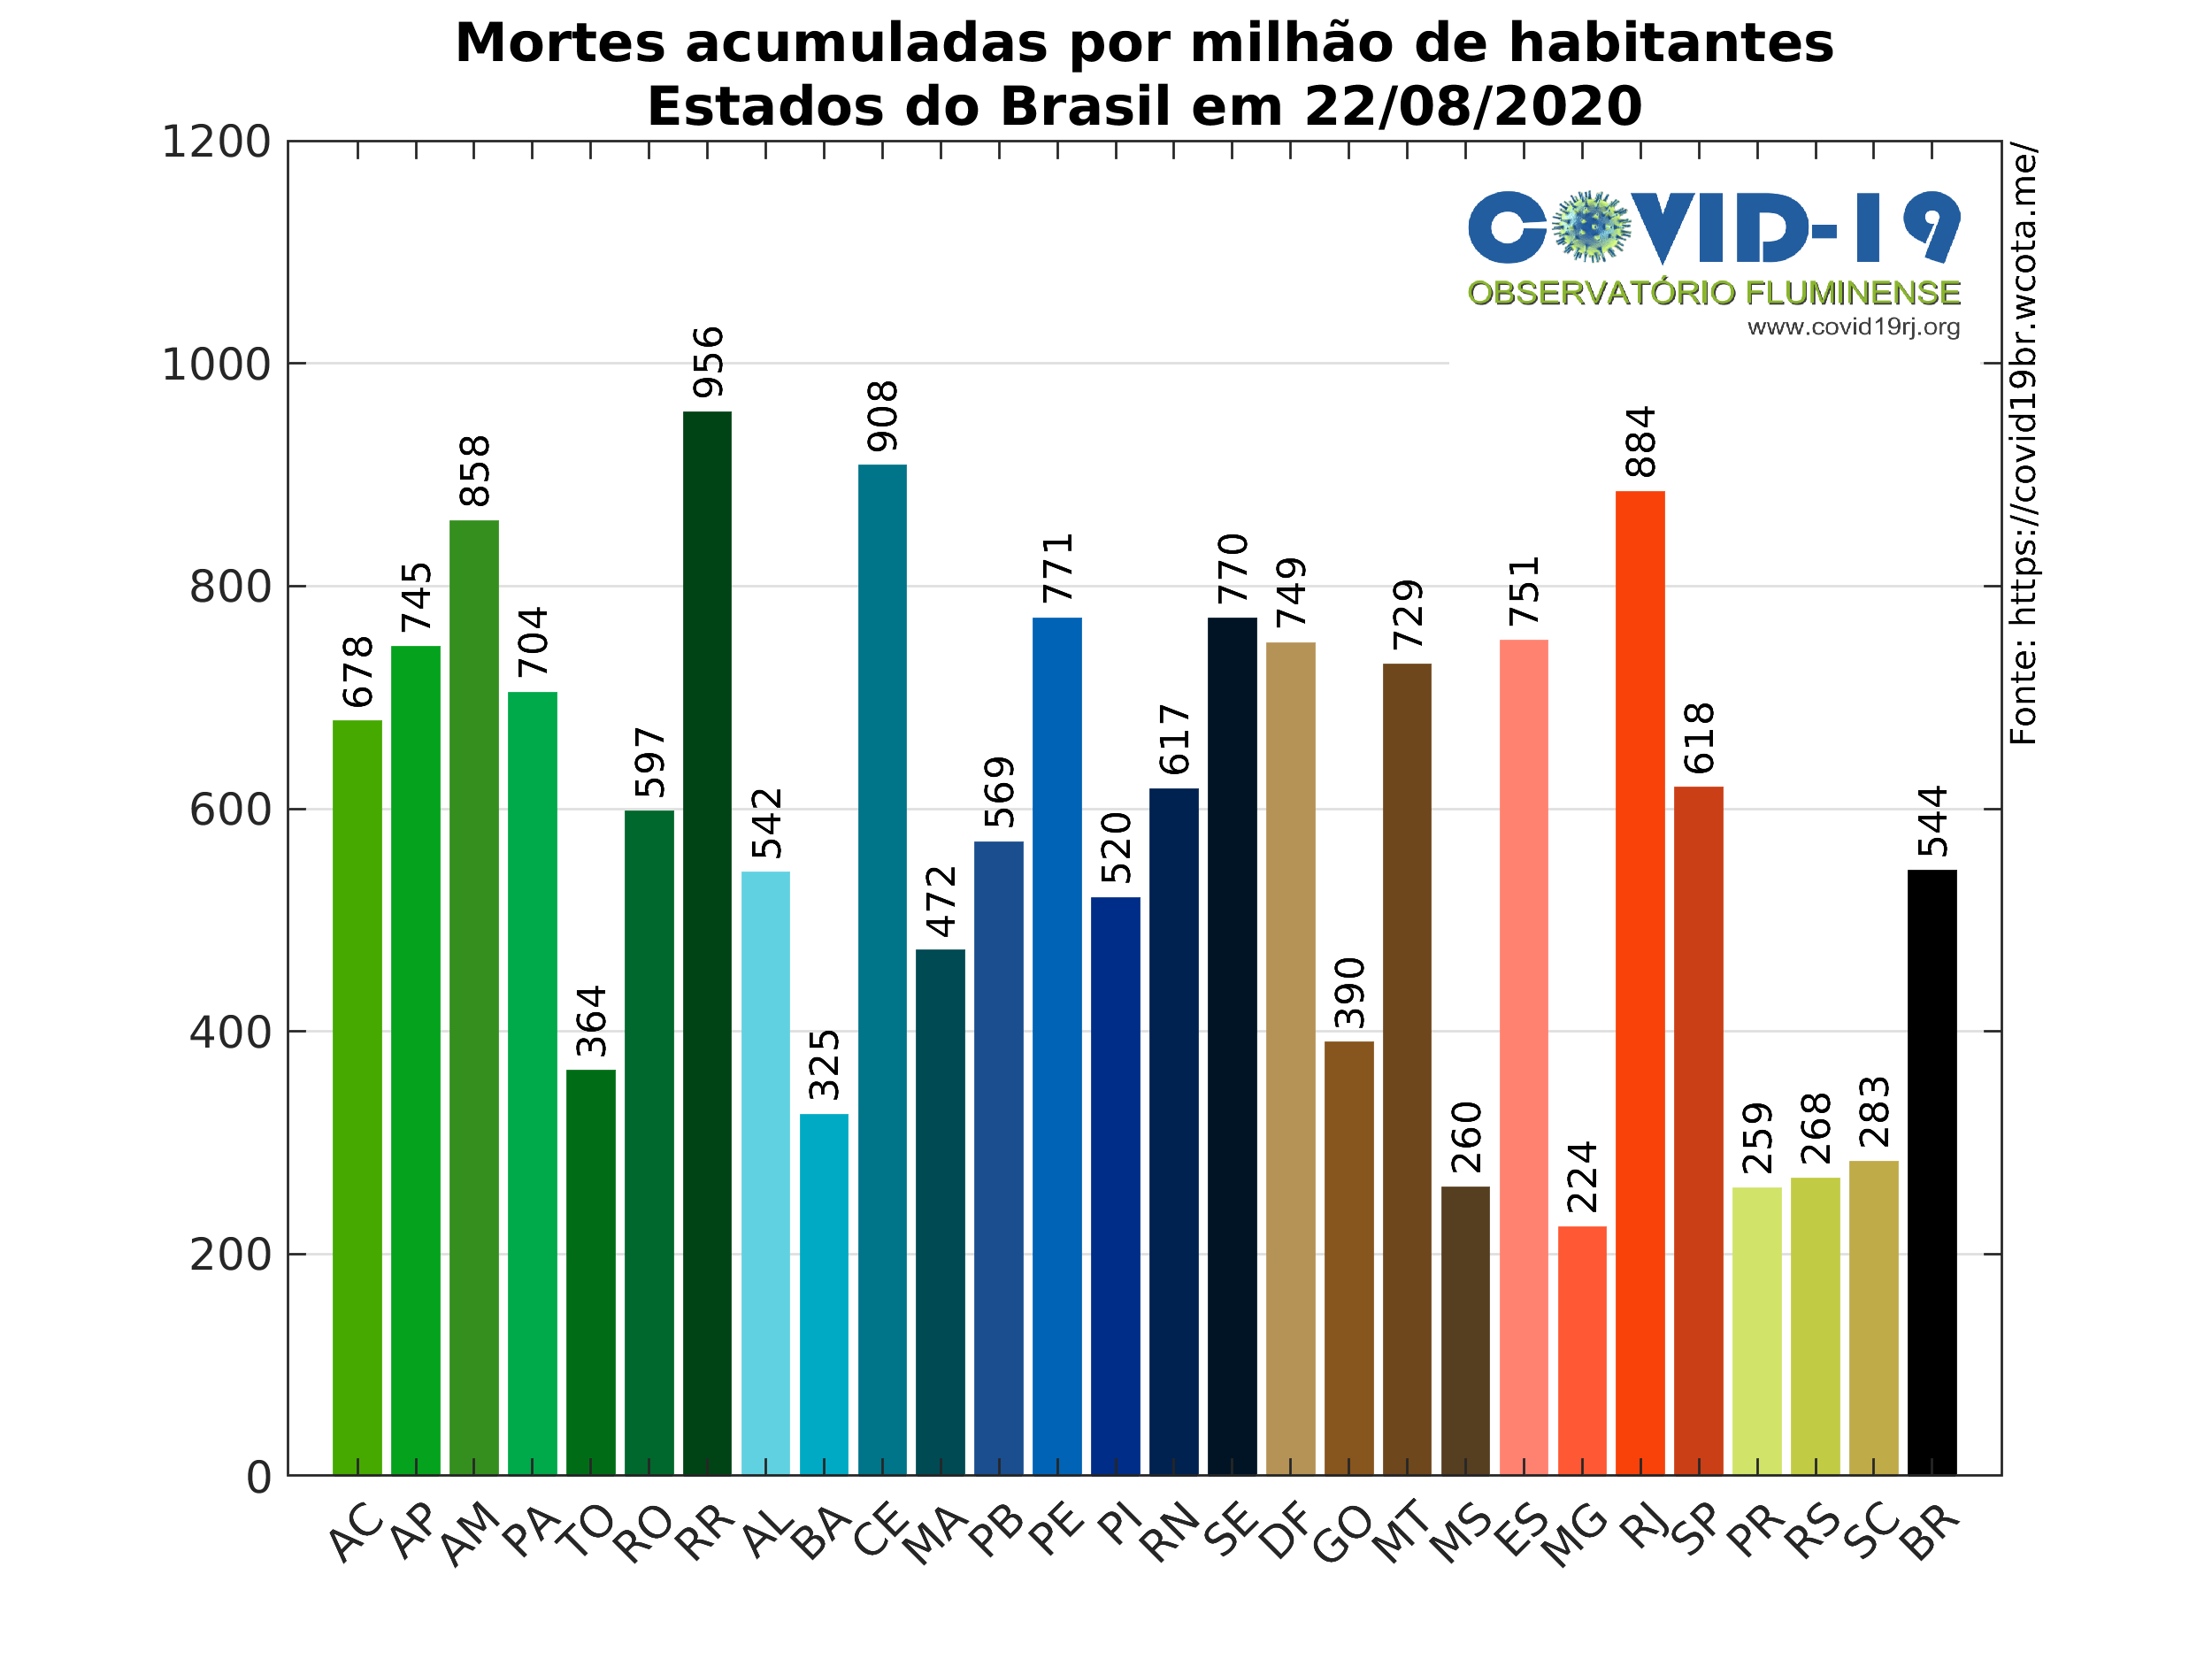 Mortes acumuladas por milhão de habitantes
Estados do Brasil em 22/08/2020
1200
1000
800
600
400
200
0
COVID-19
OBSERVATÓRIO FLUMINENSE
www.covid19rj.org
Fonte: https://covid19br.wcota.me/
678
745
858
704
364
597
956
542
325
908
472
569
771
520
617
770
749
390
729
260
751
224
884
618
259
268
283
544
AC
AP
AM
PA
TO
RO
RR
AL
BA
CE
MA
PB
PE
PI
RN
SE
DF
GO
MT
MS
ES
MG
RJ
SP
PR
RS
SC
BR